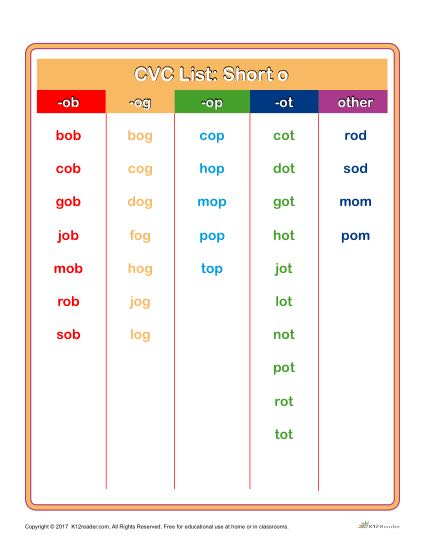 CVC List: Short o
-ob -og -op -ot other
bob bog cop cot rod
cob cog hop dot sod
gob dog mop got mom
job fog pop hot pom
mob hog top jot
rob jog lot
sob log not
pot
rot
tot
Copyright © 2017 K12reader.com. All Rights Reserved. Free for educational use at home or in classrooms.
K12Reader